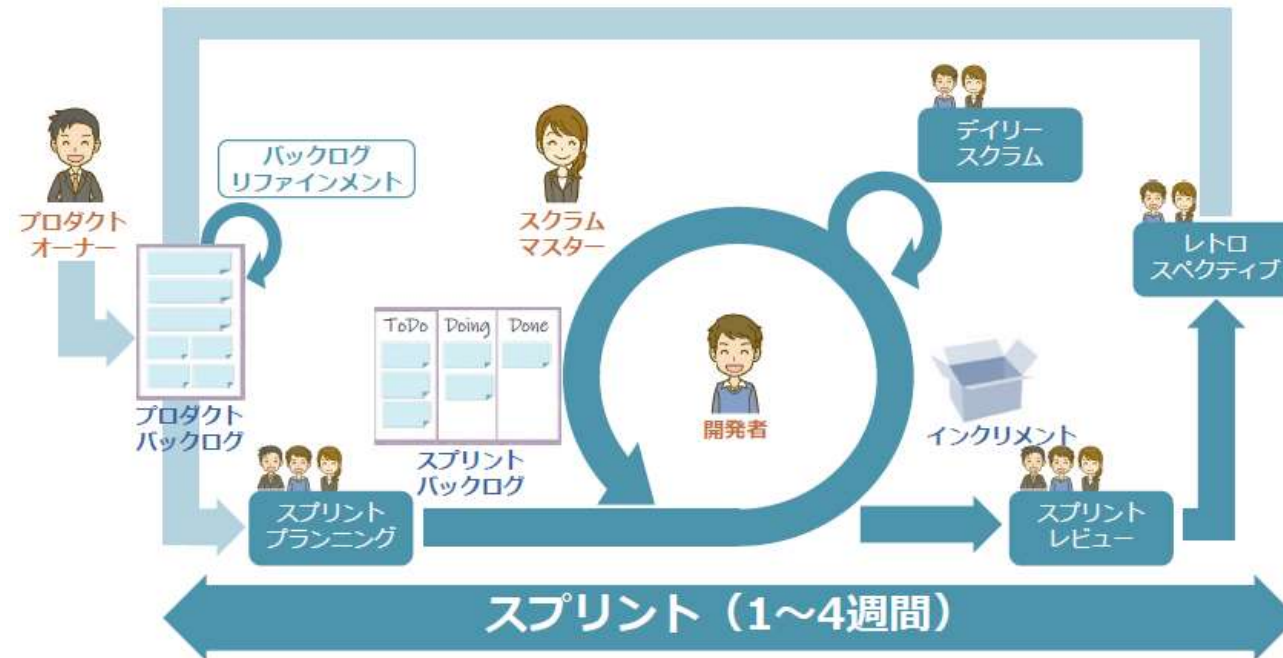 デイリー
スクラム
バックログ
リファインメント
プロダクト
オーナー
スクラム
マスター
レトロ
スペクティブ
ToDo
Doing
Done
プロダクト
バックログ
スプリント
バックログ
開発者
インクリメント
スプリント
プランニング
スプリント
レビュー
スプリント（1～4週間）